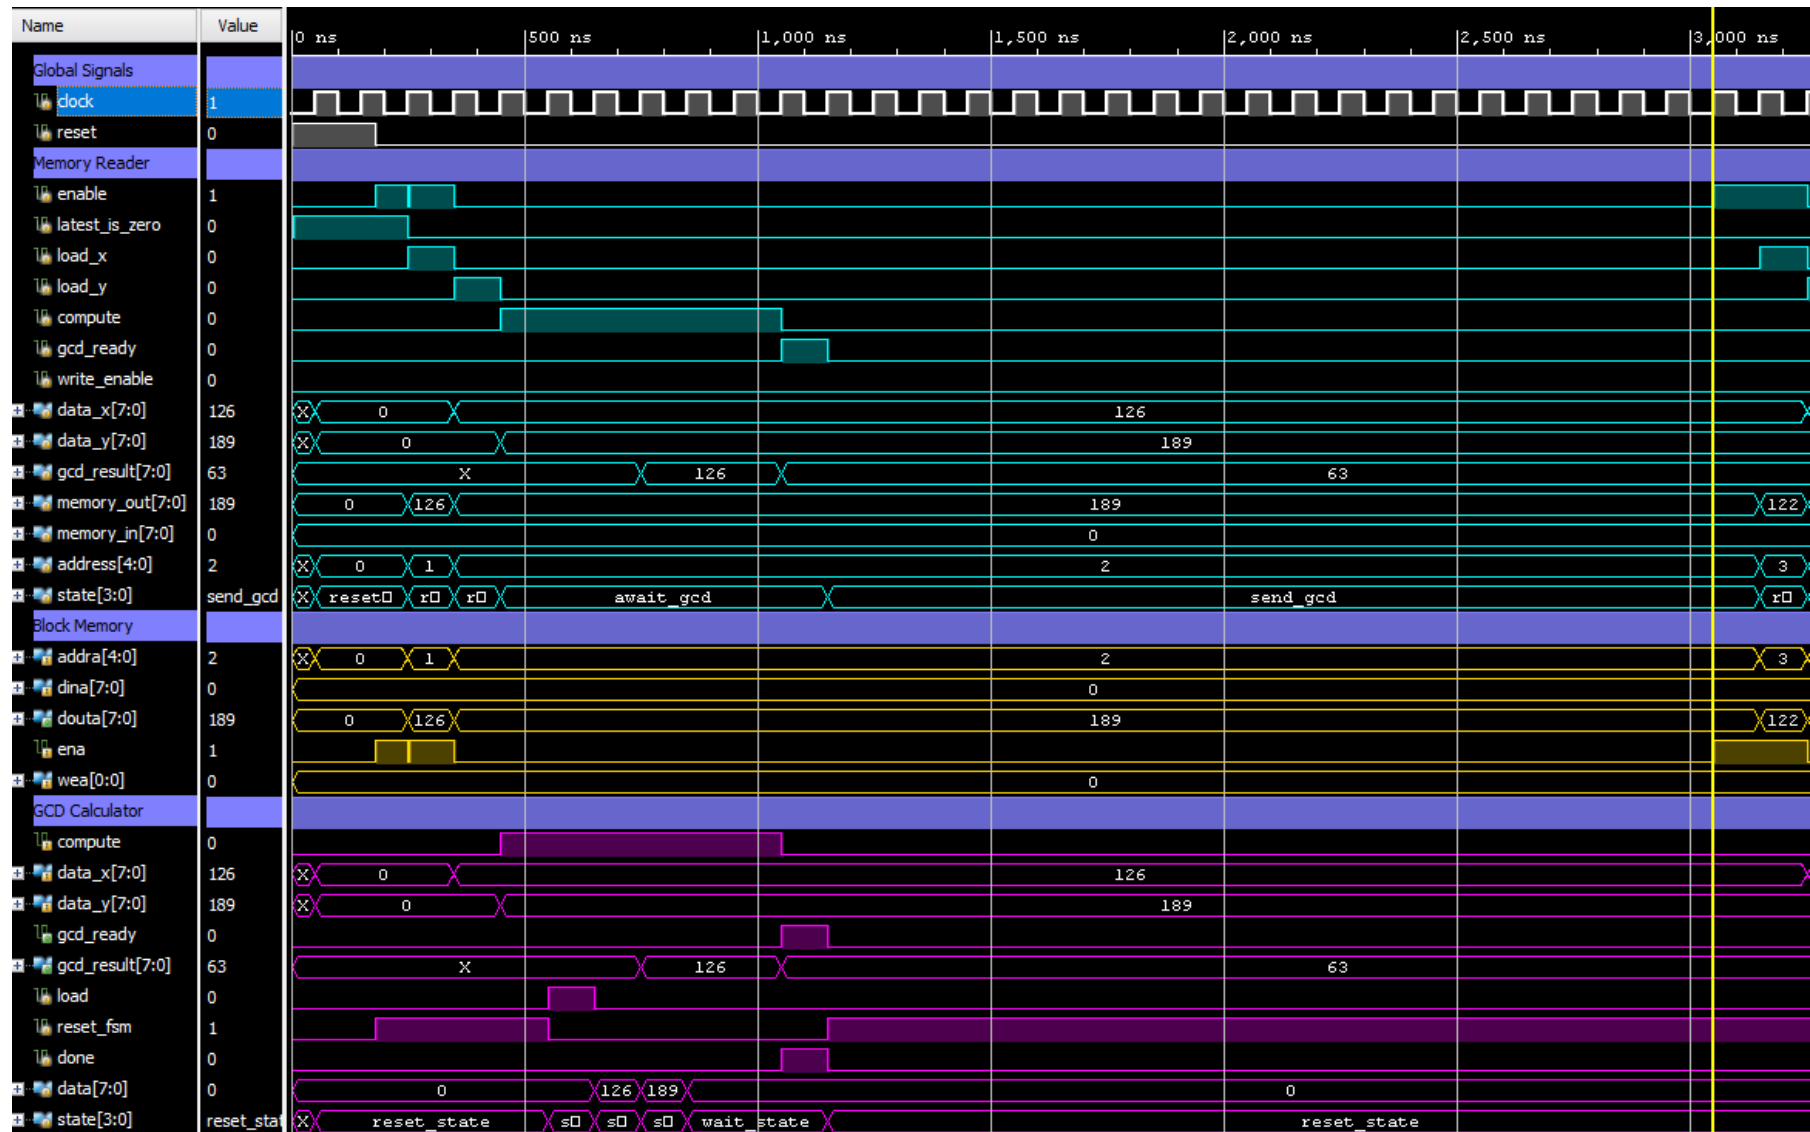 Name Value 0 ns 500 ns 1,000 ns 1,500 ns 2,000 ns 2,500 ns 3,000 ns
Global Signals
clock 1
reset 0
Memory Reader
enable 1
latest_is_zero 0
load_x 0
load_y 0
compute 0
gcd_ready 0
write_enable 0
data_x[7:0] 126 X 0 126
data_y[7:0] 189 X 0 189
gcd_result[7:0] 63 X 126 63
memory_out[7:0] 189 0 126 189 122
memory_in[7:0] 0 0
address[4:0] 2 X 0 1 2 3
state[3:0] send_gcd X reset□ r□ r□ await_gcd send_gcd r□
Block Memory
addra[4:0] 2 X 0 1 2 3
dina[7:0] 0 0
douta[7:0] 189 0 126 189 122
ena 1
wea[0:0] 0 0
GCD Calculator
compute 0
data_x[7:0] 126 X 0 126
data_y[7:0] 189 X 0 189
gcd_ready 0
gcd_result[7:0] 63 X 126 63
load 0
reset_fsm 1
done 0
data[7:0] 0 0 126 189 0
state[3:0] reset_stat X reset_state s□ s□ s□ wait_state reset_state